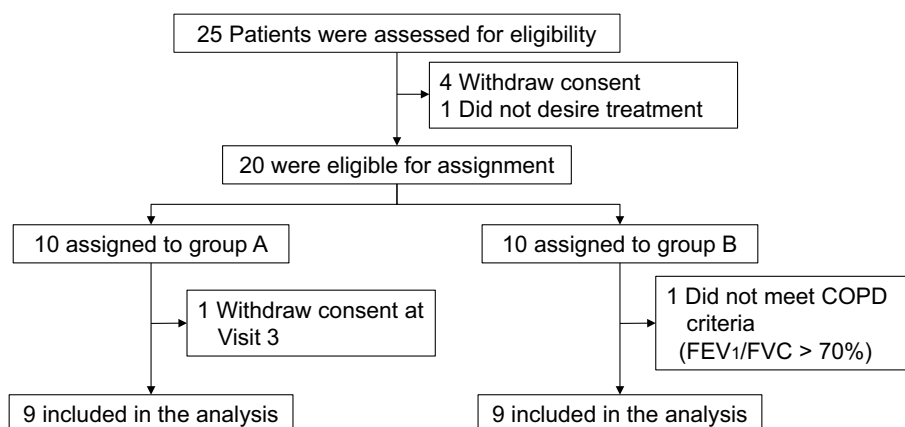 25 Patients were assessed for eligibility
4 Withdraw consent
1 Did not desire treatment
20 were eligible for assignment
10 assigned to group A
10 assigned to group B
1 Withdraw consent at
Visit 3
1 Did not meet COPD
criteria
(FEV1/FVC > 70%)
9 included in the analysis
9 included in the analysis